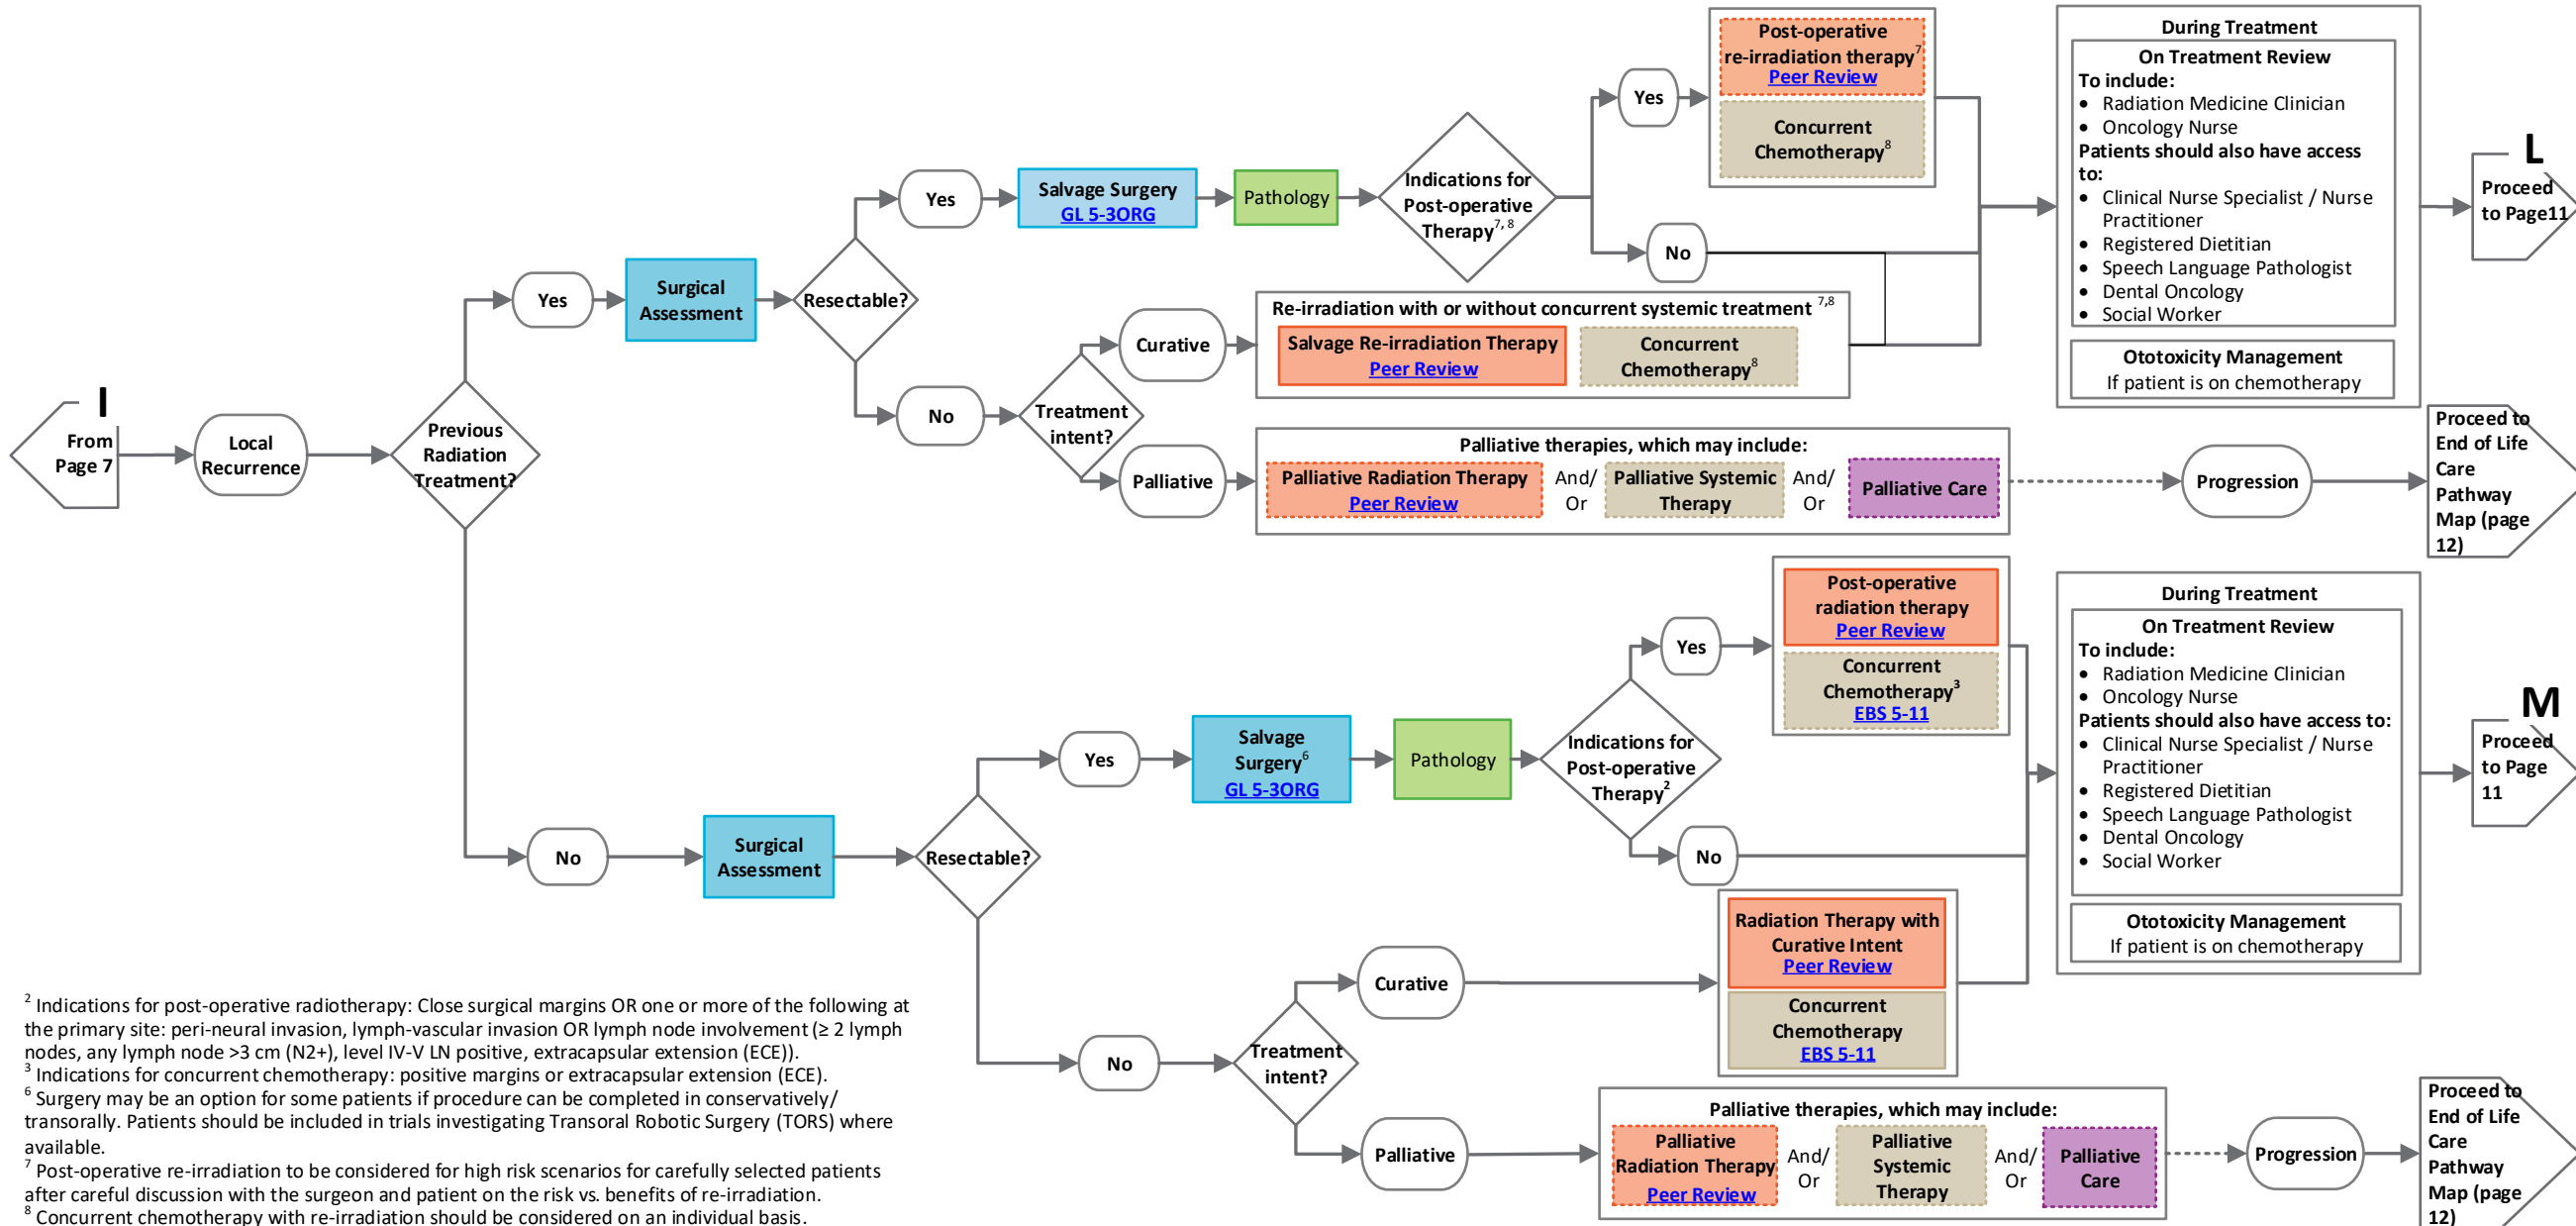 I
From
Page 7
Local
Recurrence
Previous
Radiation
Treatment?
Yes
Surgical
Assessment
Resectable?
Yes
Salvage Surgery
GL 5-3ORG
Pathology
Indications for
Post-operative
Therapy7, 8
Yes
Post-operative
re-irradiation therapy7
Peer Review
Concurrent
Chemotherapy8
No
No
Treatment
intent?
Curative
Re-irradiation with or without concurrent systemic treatment 7,8
Salvage Re-irradiation Therapy
Peer Review
Concurrent
Chemotherapy8
Palliative
Palliative therapies, which may include:
Palliative Radiation Therapy
Peer Review
And/
Or
Palliative Systemic
Therapy
And/
Or
Palliative Care
Progression
Proceed to
End of Life
Care
Pathway
Map (page
12)
During Treatment
On Treatment Review
To include:
• Radiation Medicine Clinician
• Oncology Nurse
Patients should also have access
to:
• Clinical Nurse Specialist / Nurse
Practitioner
• Registered Dietitian
• Speech Language Pathologist
• Dental Oncology
• Social Worker
Ototoxicity Management
If patient is on chemotherapy
L
Proceed
to Page11
No
Surgical
Assessment
Resectable?
Yes
Salvage
Surgery6
GL 5-3ORG
Pathology
Indications for
Post-operative
Therapy2
Yes
Post-operative
radiation therapy
Peer Review
Concurrent
Chemotherapy3
EBS 5-11
No
No
Treatment
intent?
Curative
Radiation Therapy with
Curative Intent
Peer Review
Concurrent
Chemotherapy
EBS 5-11
Palliative
Palliative therapies, which may include:
Palliative
Radiation Therapy
Peer Review
And/
Or
Palliative
Systemic
Therapy
And/
Or
Palliative
Care
Progression
Proceed to
End of Life
Care
Pathway
Map (page
12)
During Treatment
On Treatment Review
To include:
• Radiation Medicine Clinician
• Oncology Nurse
Patients should also have access to:
• Clinical Nurse Specialist / Nurse
Practitioner
• Registered Dietitian
• Speech Language Pathologist
• Dental Oncology
• Social Worker
Ototoxicity Management
If patient is on chemotherapy
M
Proceed
to Page
11
2 Indications for post-operative radiotherapy: Close surgical margins OR one or more of the following at
the primary site: peri-neural invasion, lymph-vascular invasion OR lymph node involvement (≥ 2 lymph
nodes, any lymph node >3 cm (N2+), level IV-V LN positive, extracapsular extension (ECE)).
3 Indications for concurrent chemotherapy: positive margins or extracapsular extension (ECE).
6 Surgery may be an option for some patients if procedure can be completed in conservatively/
transorally. Patients should be included in trials investigating Transoral Robotic Surgery (TORS) where
available.
7 Post-operative re-irradiation to be considered for high risk scenarios for carefully selected patients
after careful discussion with the surgeon and patient on the risk vs. benefits of re-irradiation.
8 Concurrent chemotherapy with re-irradiation should be considered on an individual basis.